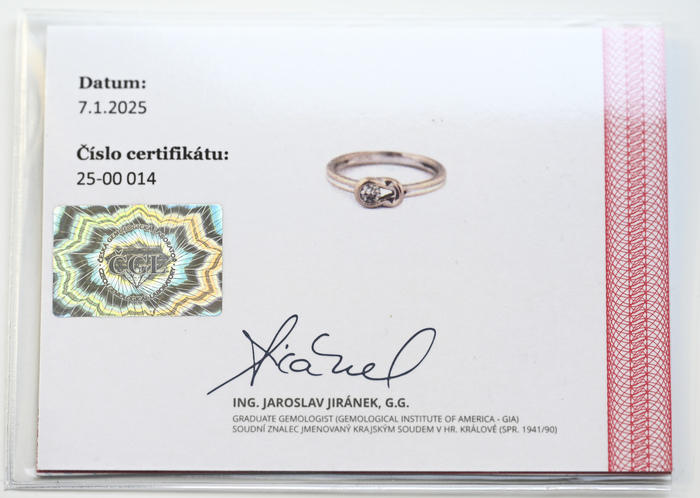 Datum:
7.1.2025
Číslo certifikátu:
25-00 014
ČGL
ING. JAROSLAV JIRÁNEK, G.G.
GRADUATE GEMOLOGIST (GEMOLOGICAL INSTITUTE OF AMERICA - GIA)
SOUDNÍ ZNALEC JMENOVANÝ KRAJSKÝM SOUDEM V HR. KRÁLOVÉ (SPR. 1941/90)